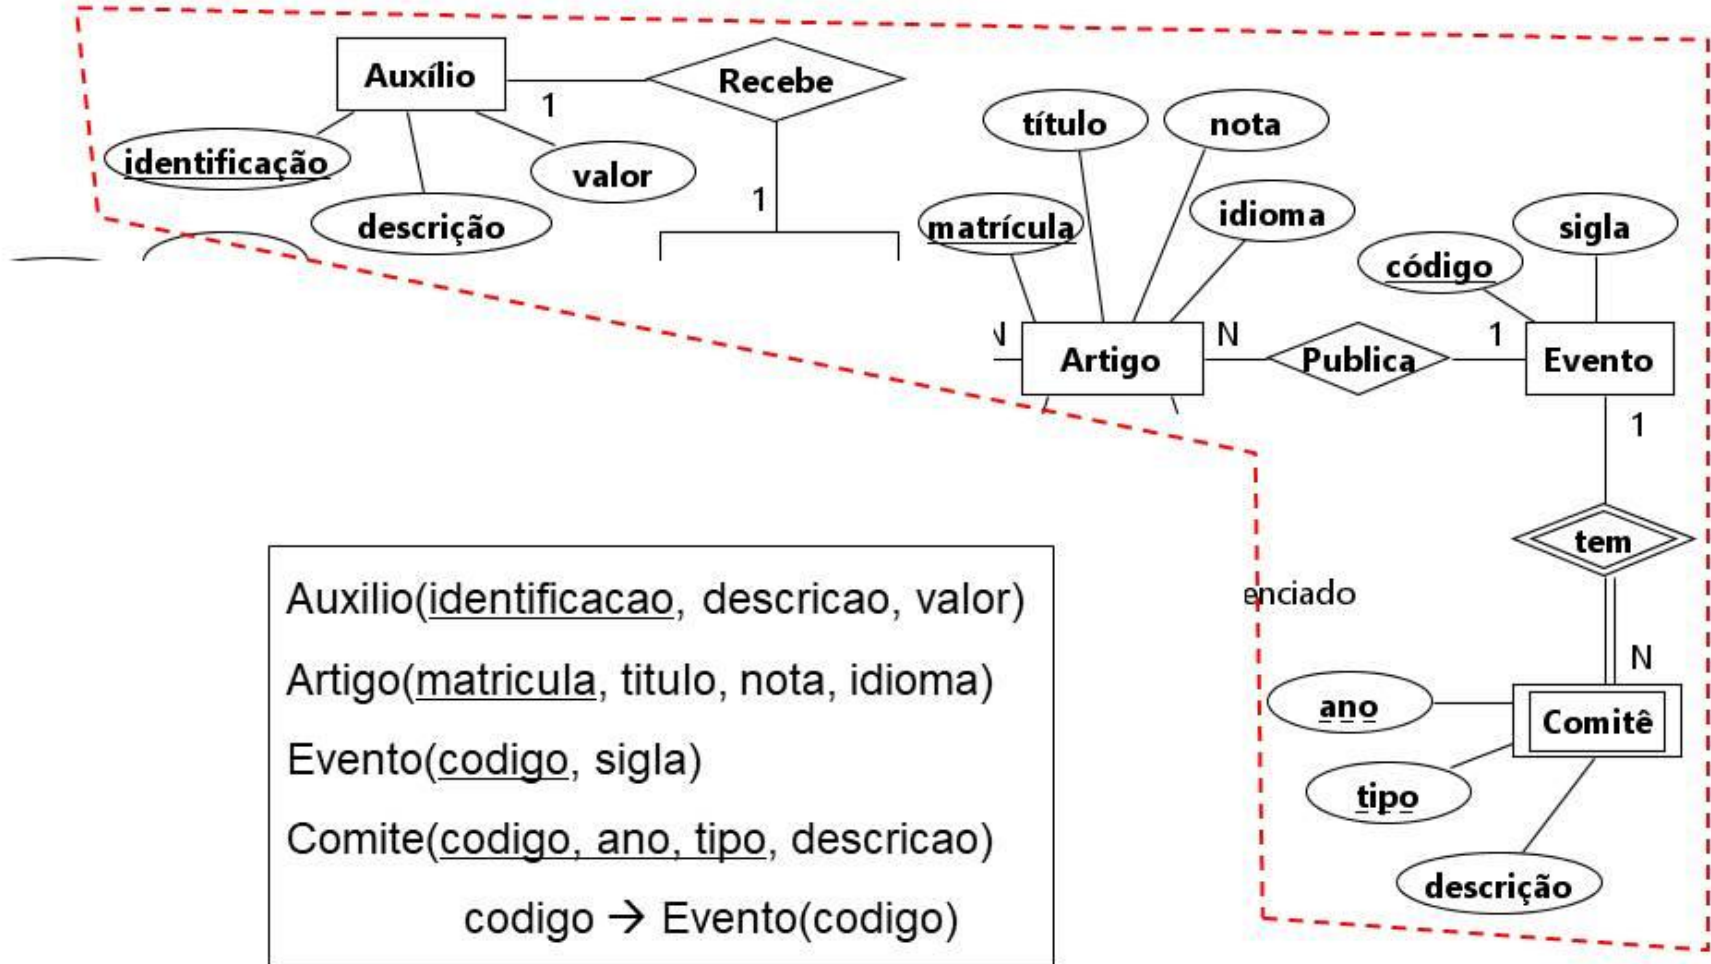 Auxílio
Recebe
1
identificação
valor
descrição
1
título
nota
matrícula
idioma
sigla
código
N
Artigo
N
Publica
1
Evento
1
tem
N
enciado
ano
Comitê
tipo
descrição
Auxilio(identificacao, descricao, valor)
Artigo(matricula, titulo, nota, idioma)
Evento(codigo, sigla)
Comite(codigo, ano, tipo, descricao)
codigo → Evento(codigo)